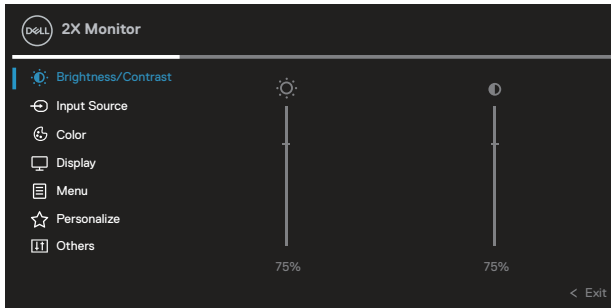 DELL
2X Monitor
Brightness/Contrast
Input Source
Color
Display
Menu
Personalize
Others
75%
75%
< Exit